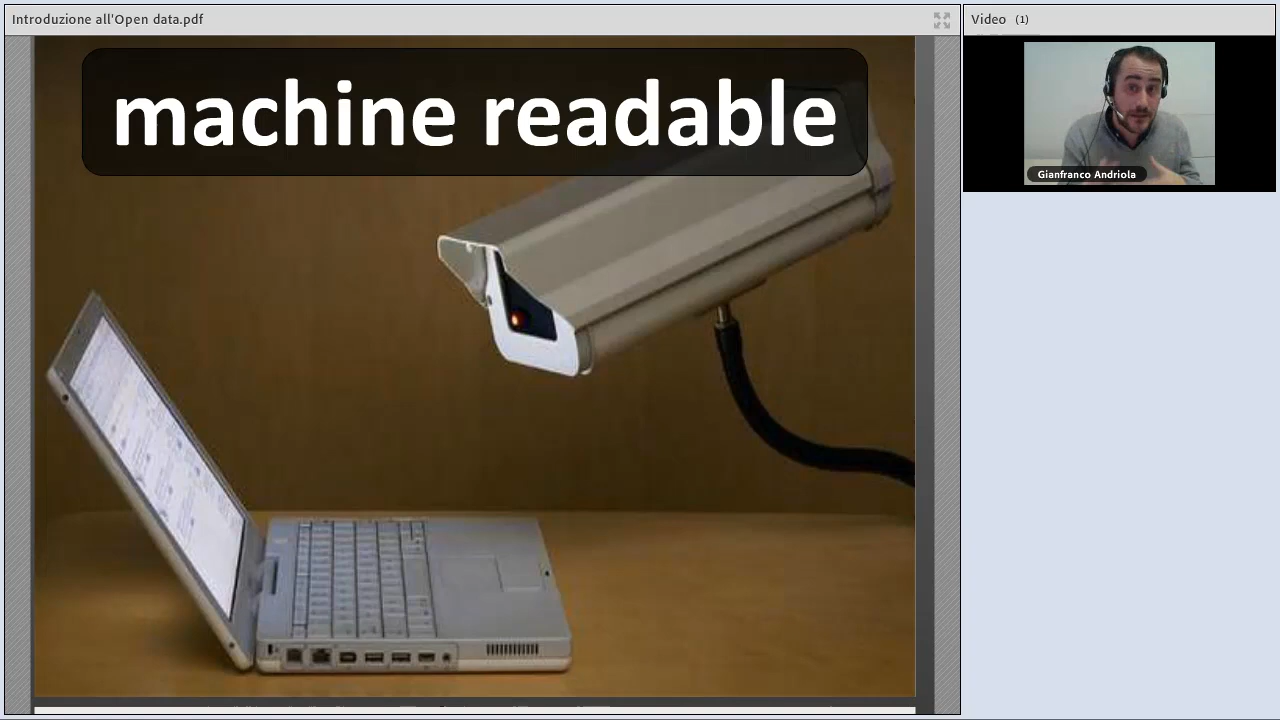 Introduzione all'Open data.pdf
Video (1)
machine readable
Gianfranco Andriola